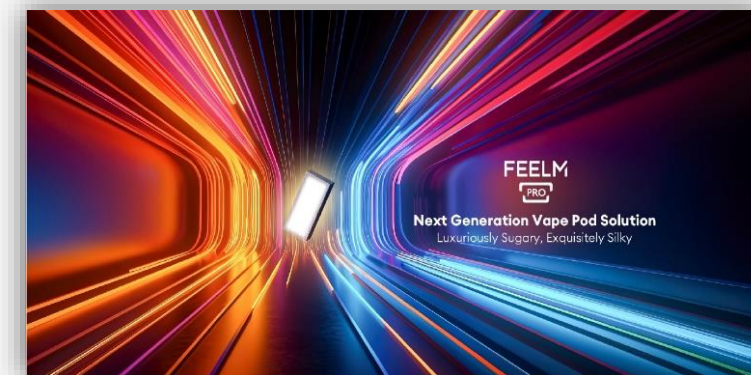 FEELM
PRO
Next Generation Vape Pod Solution
Luxuriously Sugary, Exquisitely Silky